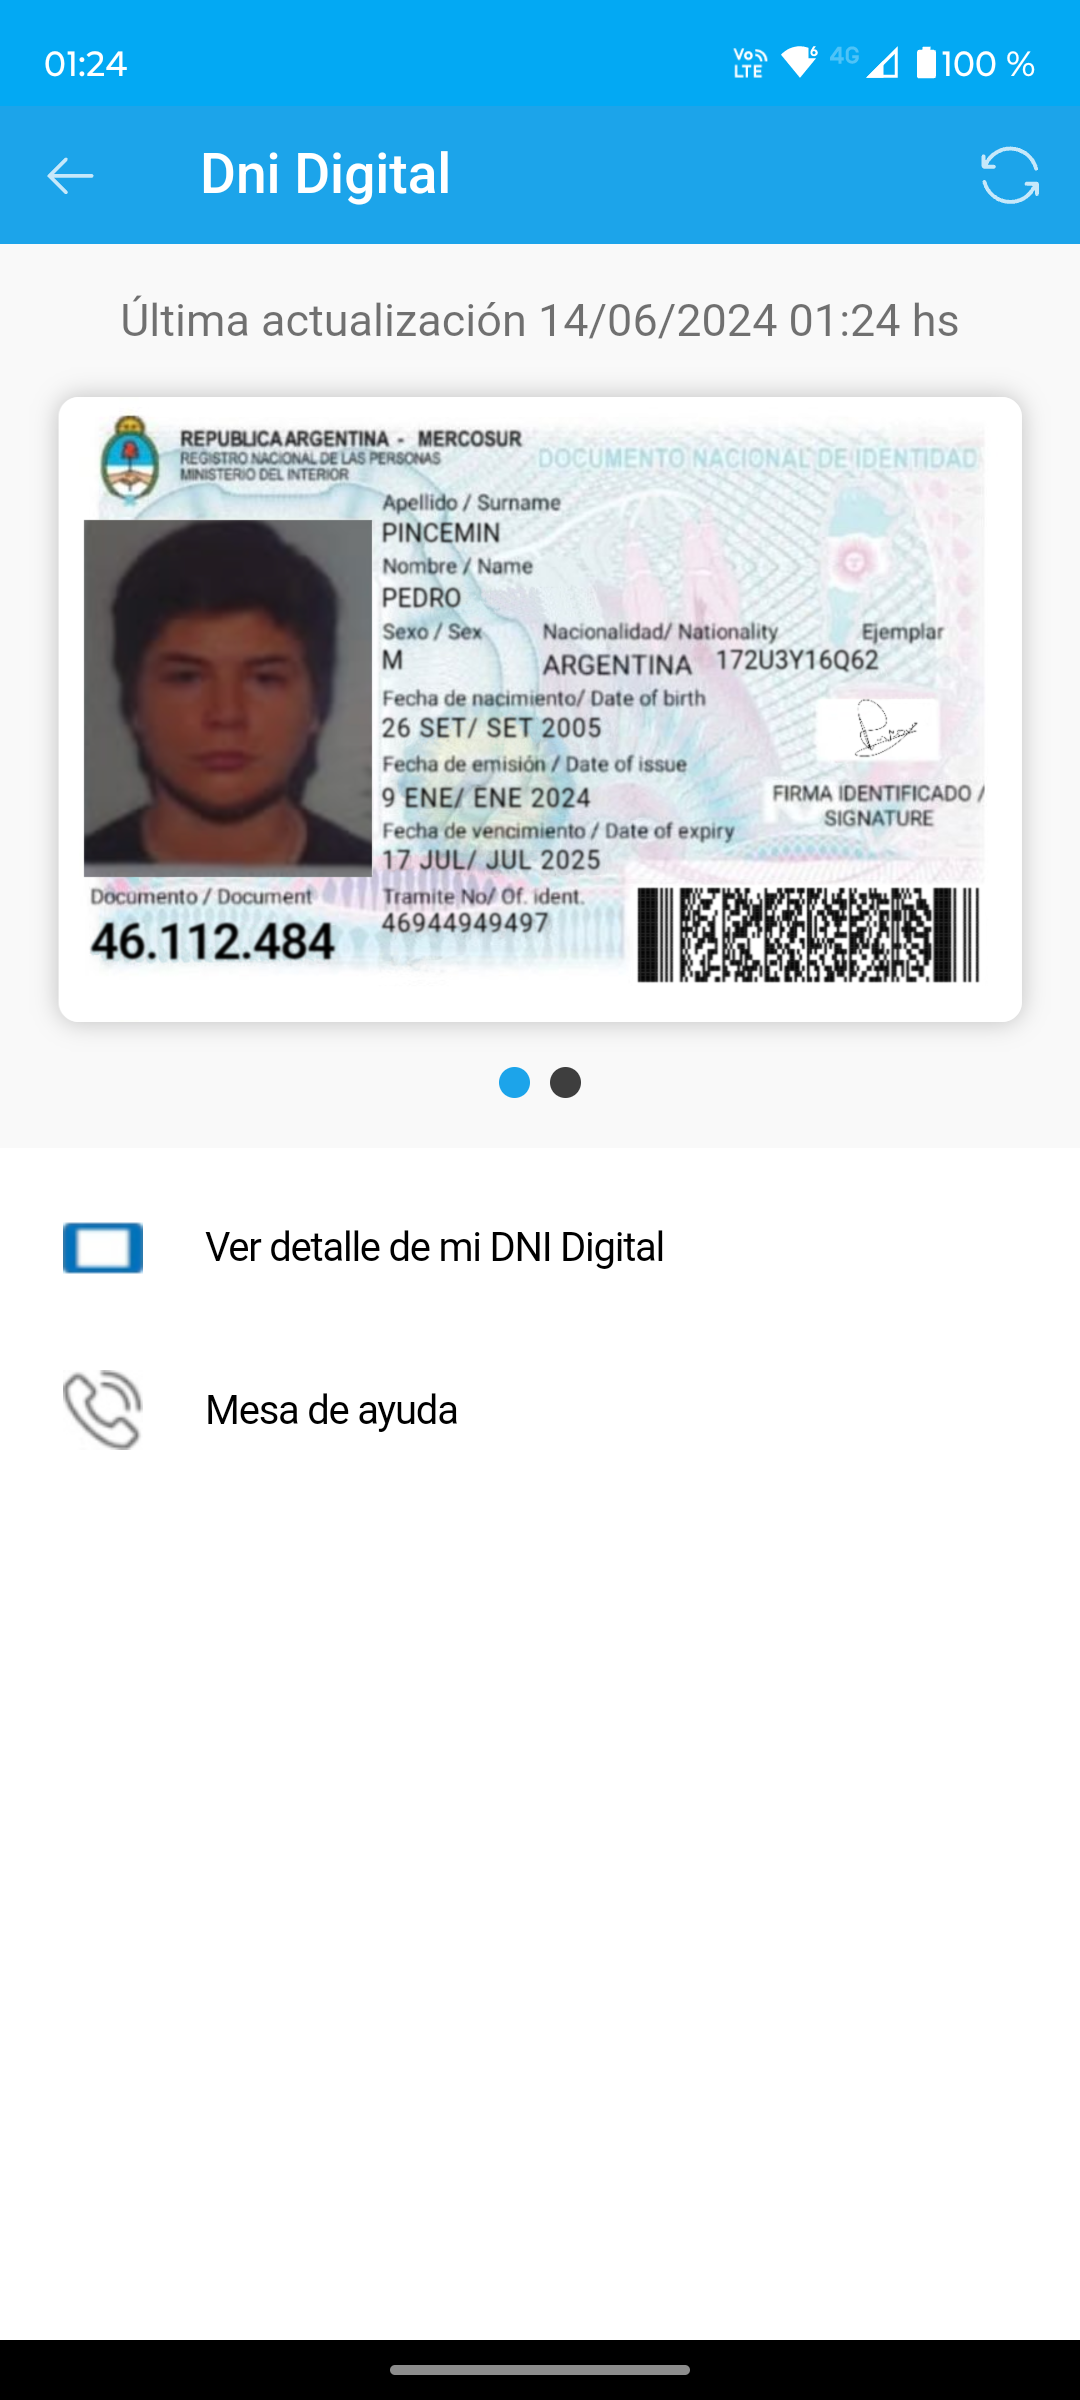 01:24
Vo LTE 6 4G 100 %
Dni Digital
Última actualización 14/06/2024 01:24 hs
REPUBLICA ARGENTINA - MERCOSUR
REGISTRO NACIONAL DE LAS PERSONAS
MINISTERIO DEL INTERIOR
DOCUMENTO NACIONAL DE IDENTIDAD
Apellido / Surname
PINCEMIN
Nombre / Name
PEDRO
Sexo / Sex Nacionalidad/ Nationality Ejemplar
M ARGENTINA 172U3Y16Q62
Fecha de nacimiento/ Date of birth
26 SET/ SET 2005
Fecha de emisión / Date of issue
9 ENE/ ENE 2024
FIRMA IDENTIFICADO /
SIGNATURE
Fecha de vencimiento / Date of expiry
17 JUL/ JUL 2025
Documento / Document
46.112.484
Tramite No/ Of. ident.
46944949497
Ver detalle de mi DNI Digital
Mesa de ayuda